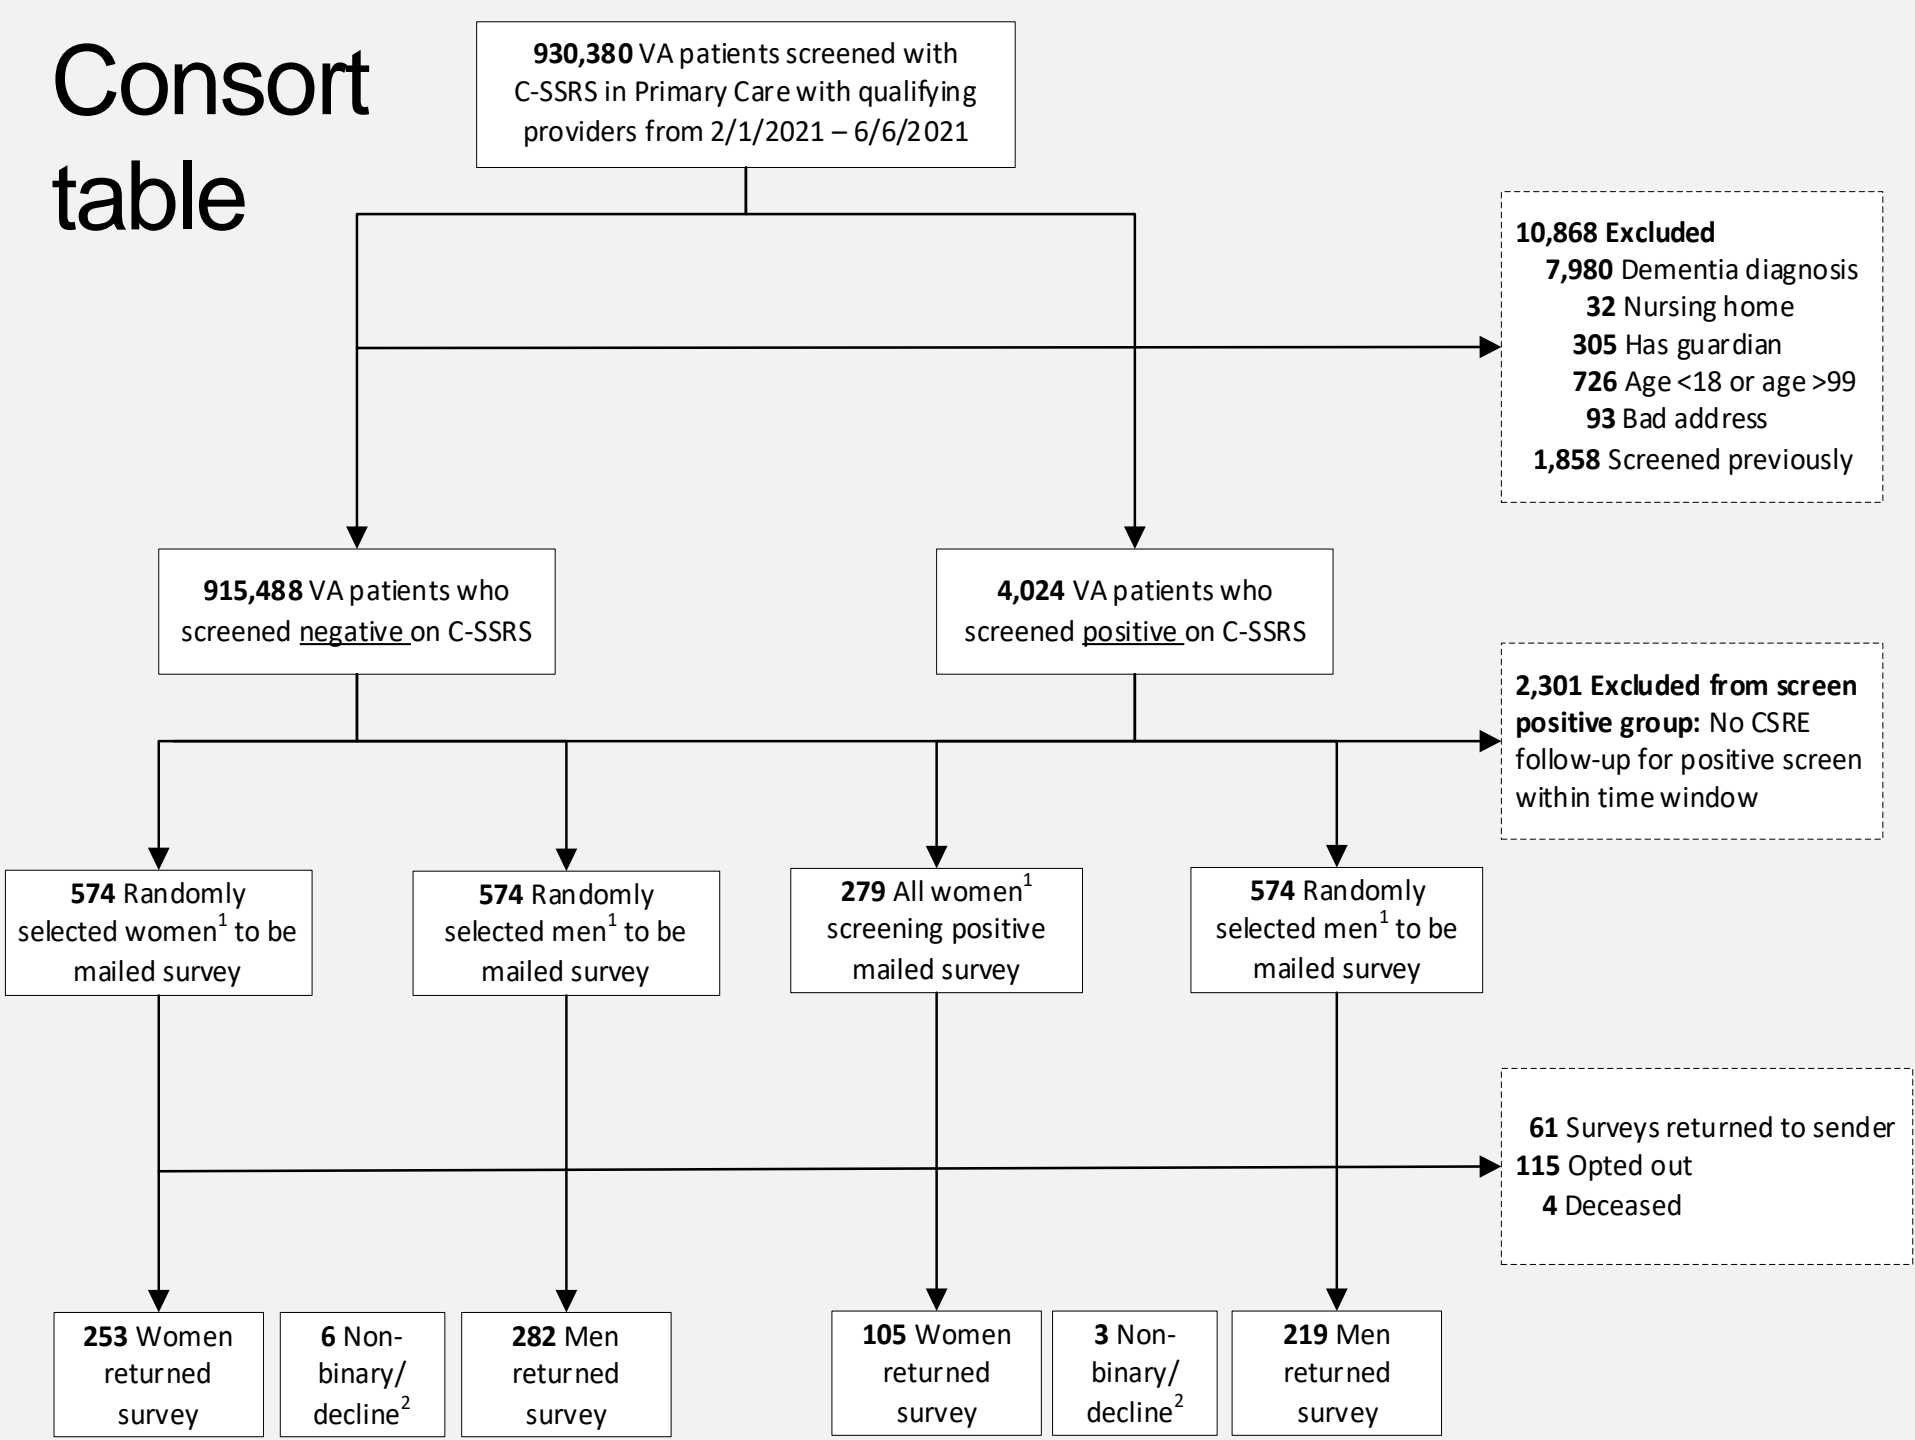 Consort
table
930,380 VA patients screened with
C-SSRS in Primary Care with qualifying
providers from 2/1/2021 – 6/6/2021
10,868 Excluded
7,980 Dementia diagnosis
32 Nursing home
305 Has guardian
726 Age <18 or age >99
93 Bad address
1,858 Screened previously
915,488 VA patients who
screened negative on C-SSRS
4,024 VA patients who
screened positive on C-SSRS
2,301 Excluded from screen
positive group: No CSRE
follow-up for positive screen
within time window
574 Randomly
selected women¹ to be
mailed survey
574 Randomly
selected men¹ to be
mailed survey
279 All women¹
screening positive
mailed survey
574 Randomly
selected men¹ to be
mailed survey
61 Surveys returned to sender
115 Opted out
4 Deceased
253 Women
returned
survey
6 Non-
binary/
decline²
282 Men
returned
survey
105 Women
returned
survey
3 Non-
binary/
decline²
219 Men
returned
survey